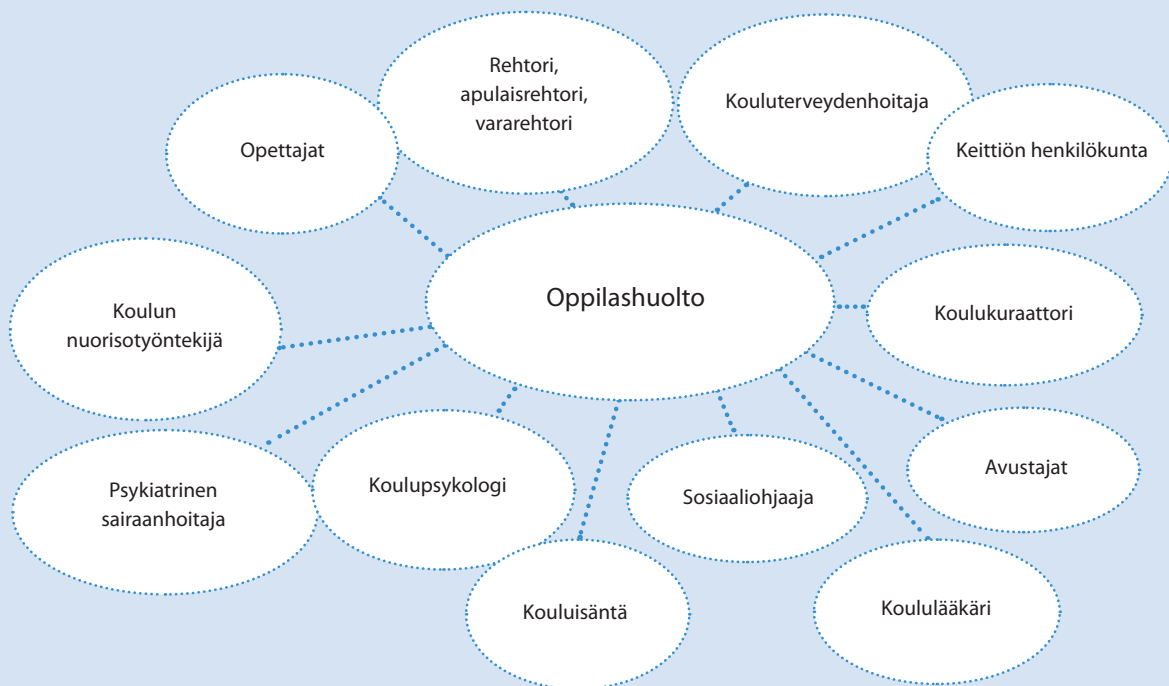 Rehtori,
apulaisrehtori,
vararehtori
Kouluterveydenhoitaja
Opettajat
Keittiön henkilökunta
Oppilashuolto
Koulun
nuorisotyöntekijä
Koulukuraattori
Psykiatrinen
sairaanhoitaja
Koulupsykologi
Sosiaaliohjaaja
Avustajat
Kouluisäntä
Koululääkäri